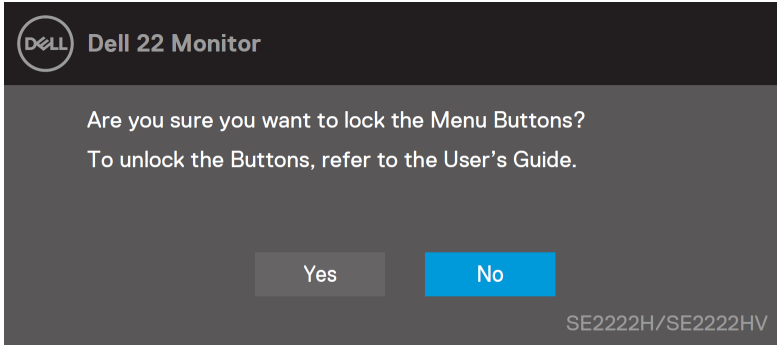 DELL Dell 22 Monitor
Are you sure you want to lock the Menu Buttons?
To unlock the Buttons, refer to the User’s Guide.
Yes No
SE2222H/SE2222HV